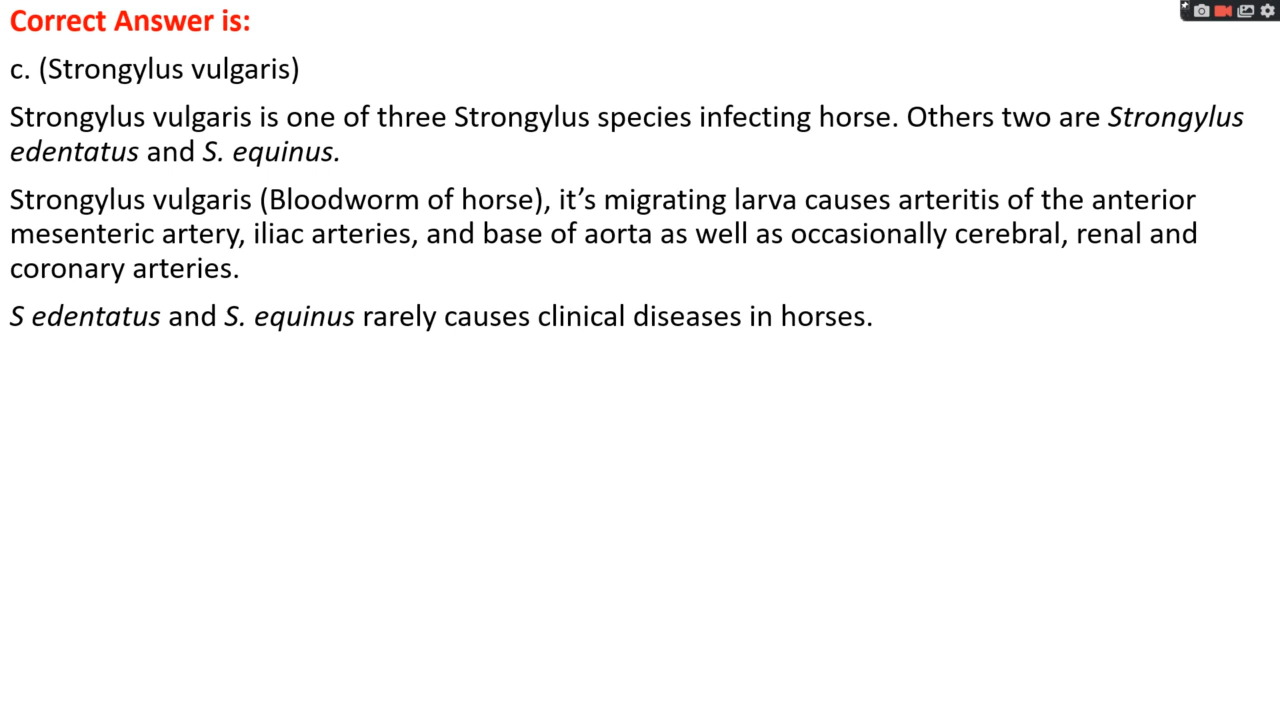 Correct Answer is:
c. (Strongylus vulgaris)
Strongylus vulgaris is one of three Strongylus species infecting horse. Others two are Strongylus
edentatus and S. equinus.
Strongylus vulgaris (Bloodworm of horse), it’s migrating larva causes arteritis of the anterior
mesenteric artery, iliac arteries, and base of aorta as well as occasionally cerebral, renal and
coronary arteries.
S edentatus and S. equinus rarely causes clinical diseases in horses.